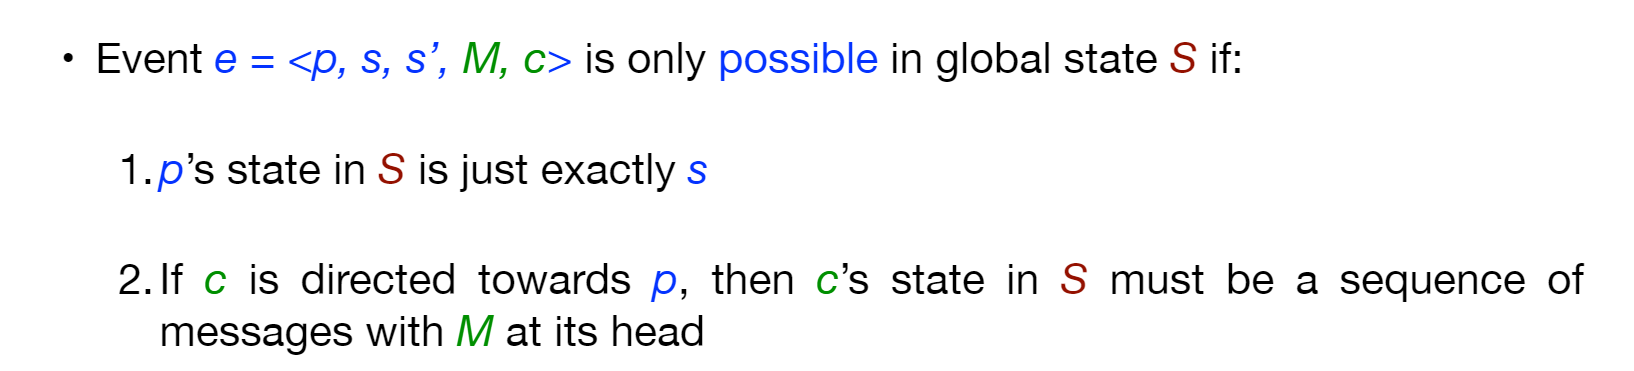 • Event e = <p, s, s’, M, c> is only possible in global state S if:
1. p’s state in S is just exactly s
2. If c is directed towards p, then c’s state in S must be a sequence of
messages with M at its head